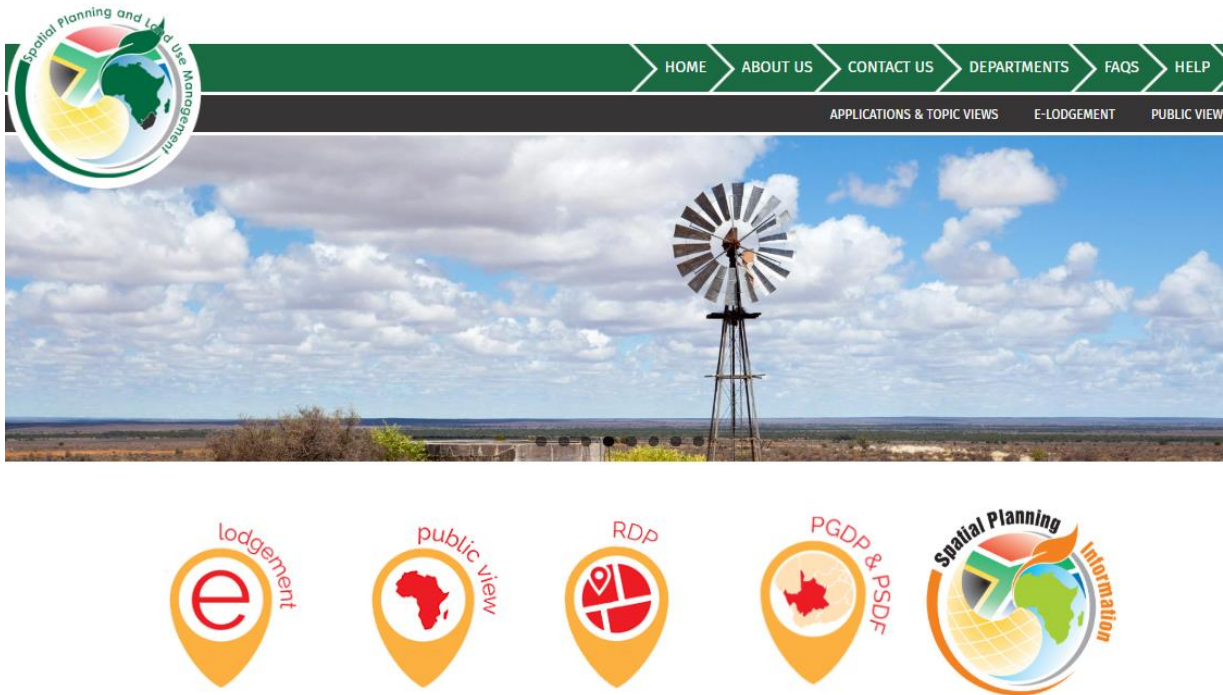 Spatial Planning and Land Use Management
HOME ABOUT US CONTACT US DEPARTMENTS FAQS HELP
APPLICATIONS & TOPIC VIEWS E-LODGEMENT PUBLIC VIEW
e lodgement
public view
RDP
PGDP & PSDF
Spatial Planning Information